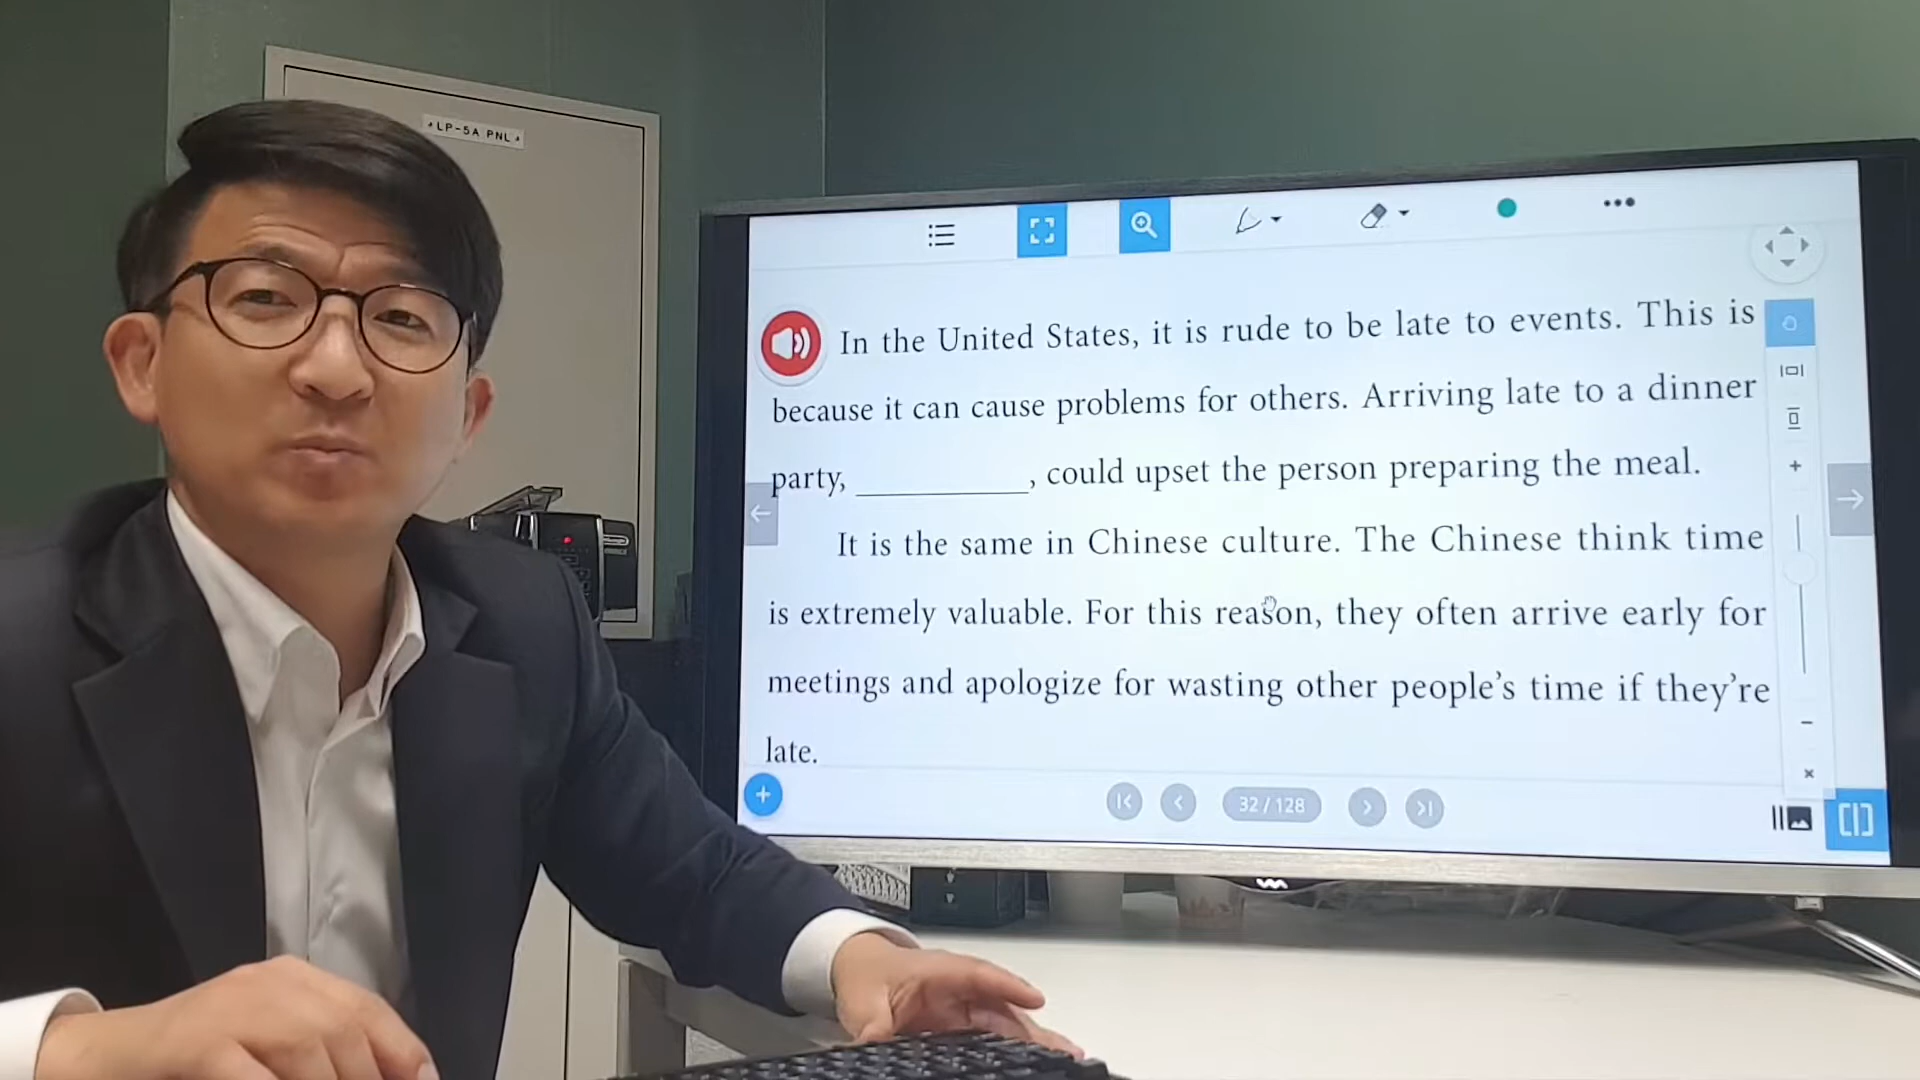 LP-5A PNL
In the United States, it is rude to be late to events. This is
because it can cause problems for others. Arriving late to a dinner
party, __________, could upset the person preparing the meal.
It is the same in Chinese culture. The Chinese think time
is extremely valuable. For this reason, they often arrive early for
meetings and apologize for wasting other people's time if they're
late.
32 / 128